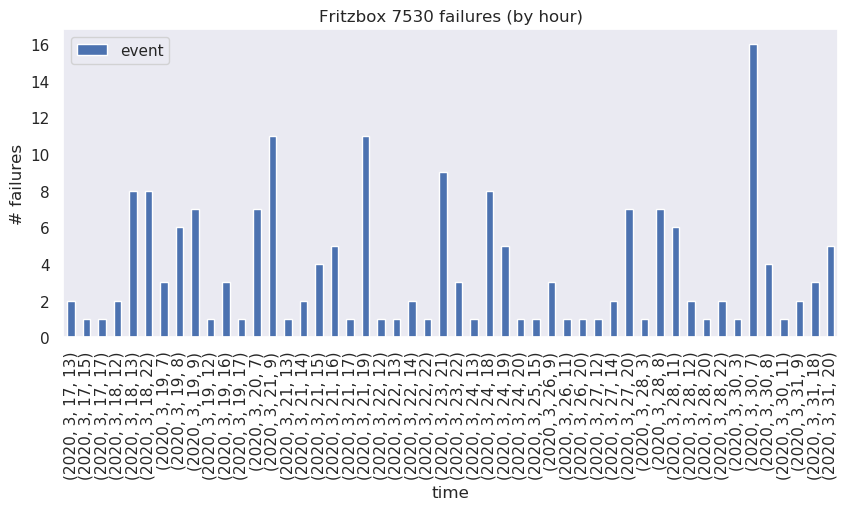 Fritzbox 7530 failures (by hour)
event
# failures
16
14
12
10
8
6
4
2
0
(2020, 3, 17, 13)
(2020, 3, 17, 15)
(2020, 3, 17, 17)
(2020, 3, 18, 12)
(2020, 3, 18, 13)
(2020, 3, 18, 22)
(2020, 3, 19, 7)
(2020, 3, 19, 8)
(2020, 3, 19, 9)
(2020, 3, 19, 12)
(2020, 3, 19, 16)
(2020, 3, 19, 17)
(2020, 3, 20, 7)
(2020, 3, 21, 9)
(2020, 3, 21, 13)
(2020, 3, 21, 14)
(2020, 3, 21, 15)
(2020, 3, 21, 16)
(2020, 3, 21, 17)
(2020, 3, 21, 19)
(2020, 3, 22, 12)
(2020, 3, 22, 13)
(2020, 3, 22, 14)
(2020, 3, 22, 22)
(2020, 3, 23, 21)
(2020, 3, 23, 22)
(2020, 3, 24, 13)
(2020, 3, 24, 18)
(2020, 3, 24, 19)
(2020, 3, 24, 20)
(2020, 3, 25, 15)
(2020, 3, 26, 9)
(2020, 3, 26, 11)
(2020, 3, 26, 20)
(2020, 3, 27, 12)
(2020, 3, 27, 14)
(2020, 3, 27, 20)
(2020, 3, 28, 3)
(2020, 3, 28, 8)
(2020, 3, 28, 11)
(2020, 3, 28, 12)
(2020, 3, 28, 20)
(2020, 3, 28, 22)
(2020, 3, 30, 3)
(2020, 3, 30, 7)
(2020, 3, 30, 8)
(2020, 3, 30, 11)
(2020, 3, 31, 9)
(2020, 3, 31, 18)
(2020, 3, 31, 20)
time